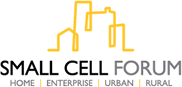 SMALL CELL FORUM
HOME | ENTERPRISE | URBAN | RURAL